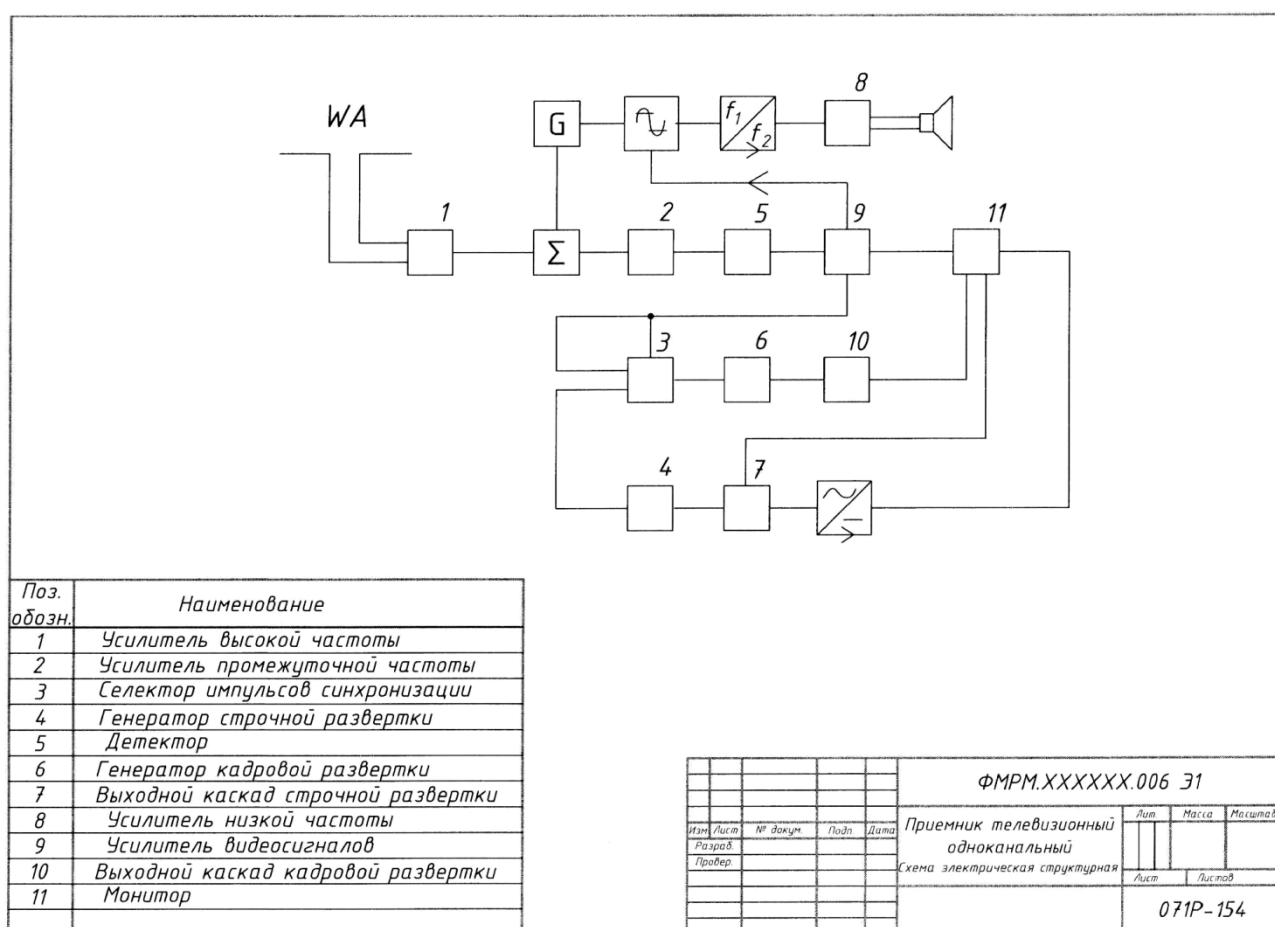 8
WA
G
f1
f2
1
Σ
2
5
9
11
3
6
10
4
7
Поз. обозн.
Наименование
1 Усилитель высокой частоты
2 Усилитель промежуточной частоты
3 Селектор импульсов синхронизации
4 Генератор строчной развертки
5 Детектор
6 Генератор кадровой развертки
7 Выходной каскад строчной развертки
8 Усилитель низкой частоты
9 Усилитель видеосигналов
10 Выходной каскад кадровой развертки
11 Монитор
ФМРМ.XXXXXX.006 Э1
Изм Лист № докум. Подп. Дата
Разраб.
Провер.
Приемник телевизионный
одноканальный
Схема электрическая структурная
Лит. Масса Масштаб
Лист Листов
071Р-154